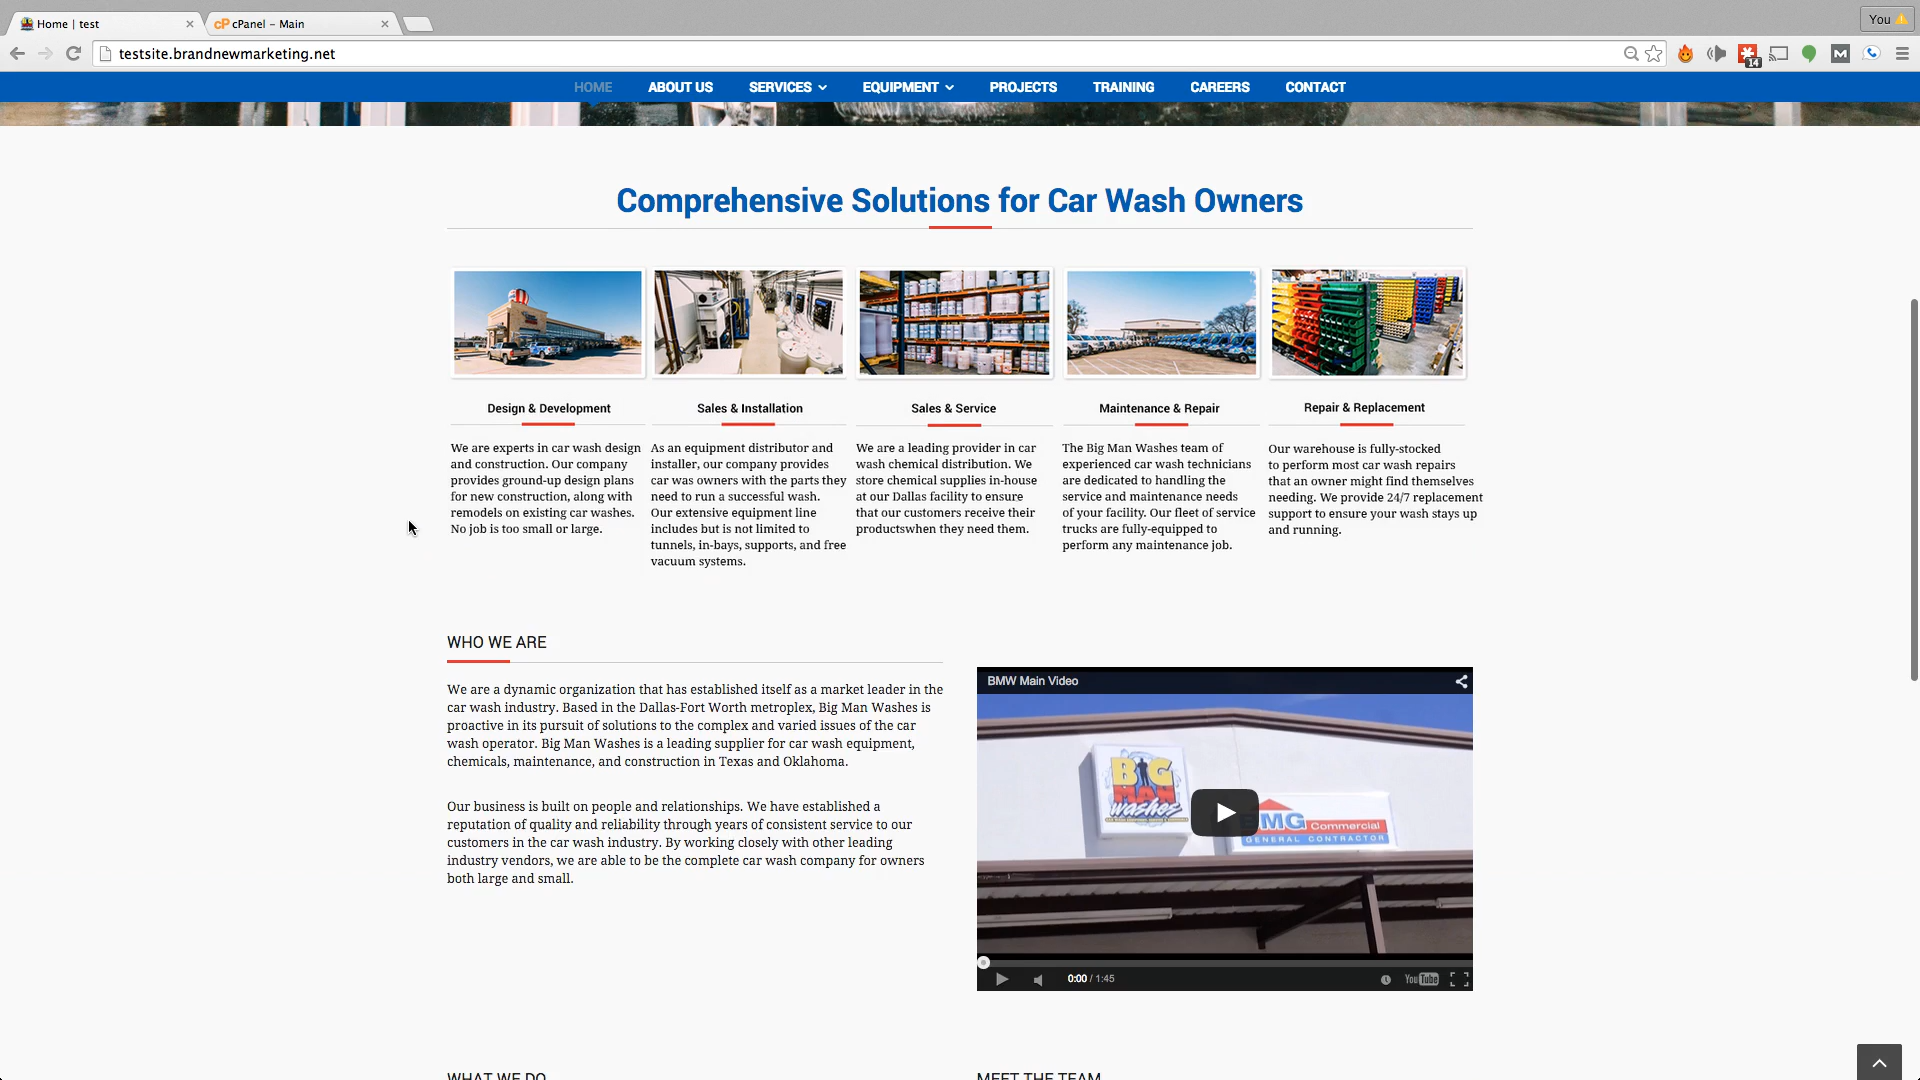 Home | test
cPanel – Main
You
testsite.brandnewmarketing.net
14
M
HOME ABOUT US SERVICES EQUIPMENT PROJECTS TRAINING CAREERS CONTACT
Comprehensive Solutions for Car Wash Owners
Design & Development
We are experts in car wash design
and construction. Our company
provides ground-up design plans
for new construction, along with
remodels on existing car washes.
No job is too small or large.
Sales & Installation
As an equipment distributor and
installer, our company provides
car was owners with the parts they
need to run a successful wash.
Our extensive equipment line
includes but is not limited to
tunnels, in-bays, supports, and free
vacuum systems.
Sales & Service
We are a leading provider in car
wash chemical distribution. We
store chemical supplies in-house
at our Dallas facility to ensure
that our customers receive their
productswhen they need them.
Maintenance & Repair
The Big Man Washes team of
experienced car wash technicians
are dedicated to handling the
service and maintenance needs
of your facility. Our fleet of service
trucks are fully-equipped to
perform any maintenance job.
Repair & Replacement
Our warehouse is fully-stocked
to perform most car wash repairs
that an owner might find themselves
needing. We provide 24/7 replacement
support to ensure your wash stays up
and running.
WHO WE ARE
We are a dynamic organization that has established itself as a market leader in the
car wash industry. Based in the Dallas-Fort Worth metroplex, Big Man Washes is
proactive in its pursuit of solutions to the complex and varied issues of the car
wash operator. Big Man Washes is a leading supplier for car wash equipment,
chemicals, maintenance, and construction in Texas and Oklahoma.
Our business is built on people and relationships. We have established a
reputation of quality and reliability through years of consistent service to our
customers in the car wash industry. By working closely with other leading
industry vendors, we are able to be the complete car wash company for owners
both large and small.
BMW Main Video
BIG
MAN
washes
BMG Commercial
GENERAL CONTRACTOR
0:00 / 1:45
YouTube
WHAT WE DO
MEET THE TEAM